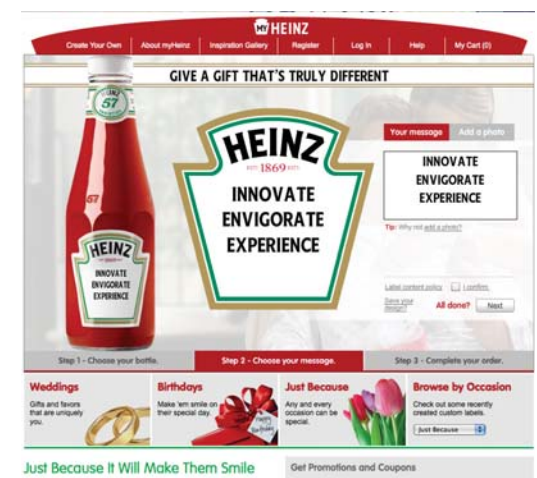 MY HEINZ
Create Your Own
About myHeinz
Inspiration Gallery
Register
Log In
Help
My Cart (0)
GIVE A GIFT THAT'S TRULY DIFFERENT
57
57
HEINZ
INNOVATE
ENVIGORATE
EXPERIENCE
HEINZ
ESTD 1869
INNOVATE
ENVIGORATE
EXPERIENCE
Your message
Add a photo
INNOVATE
ENVIGORATE
EXPERIENCE
Tip: Why not add a photo?
Label content policy
I confirm.
Save your
design?
All done?
Next
Step 1 - Choose your bottle.
Step 2 - Choose your message.
Step 3 - Complete your order.
Weddings
Gifts and favors
that are uniquely
you.
Birthdays
Make 'em smile on
their special day.
Happy
Birthday
Just Because
Any and every
occasion can be
special.
Browse by Occasion
Check out some recently
created custom labels.
Just Because
Just Because It Will Make Them Smile
Get Promotions and Coupons